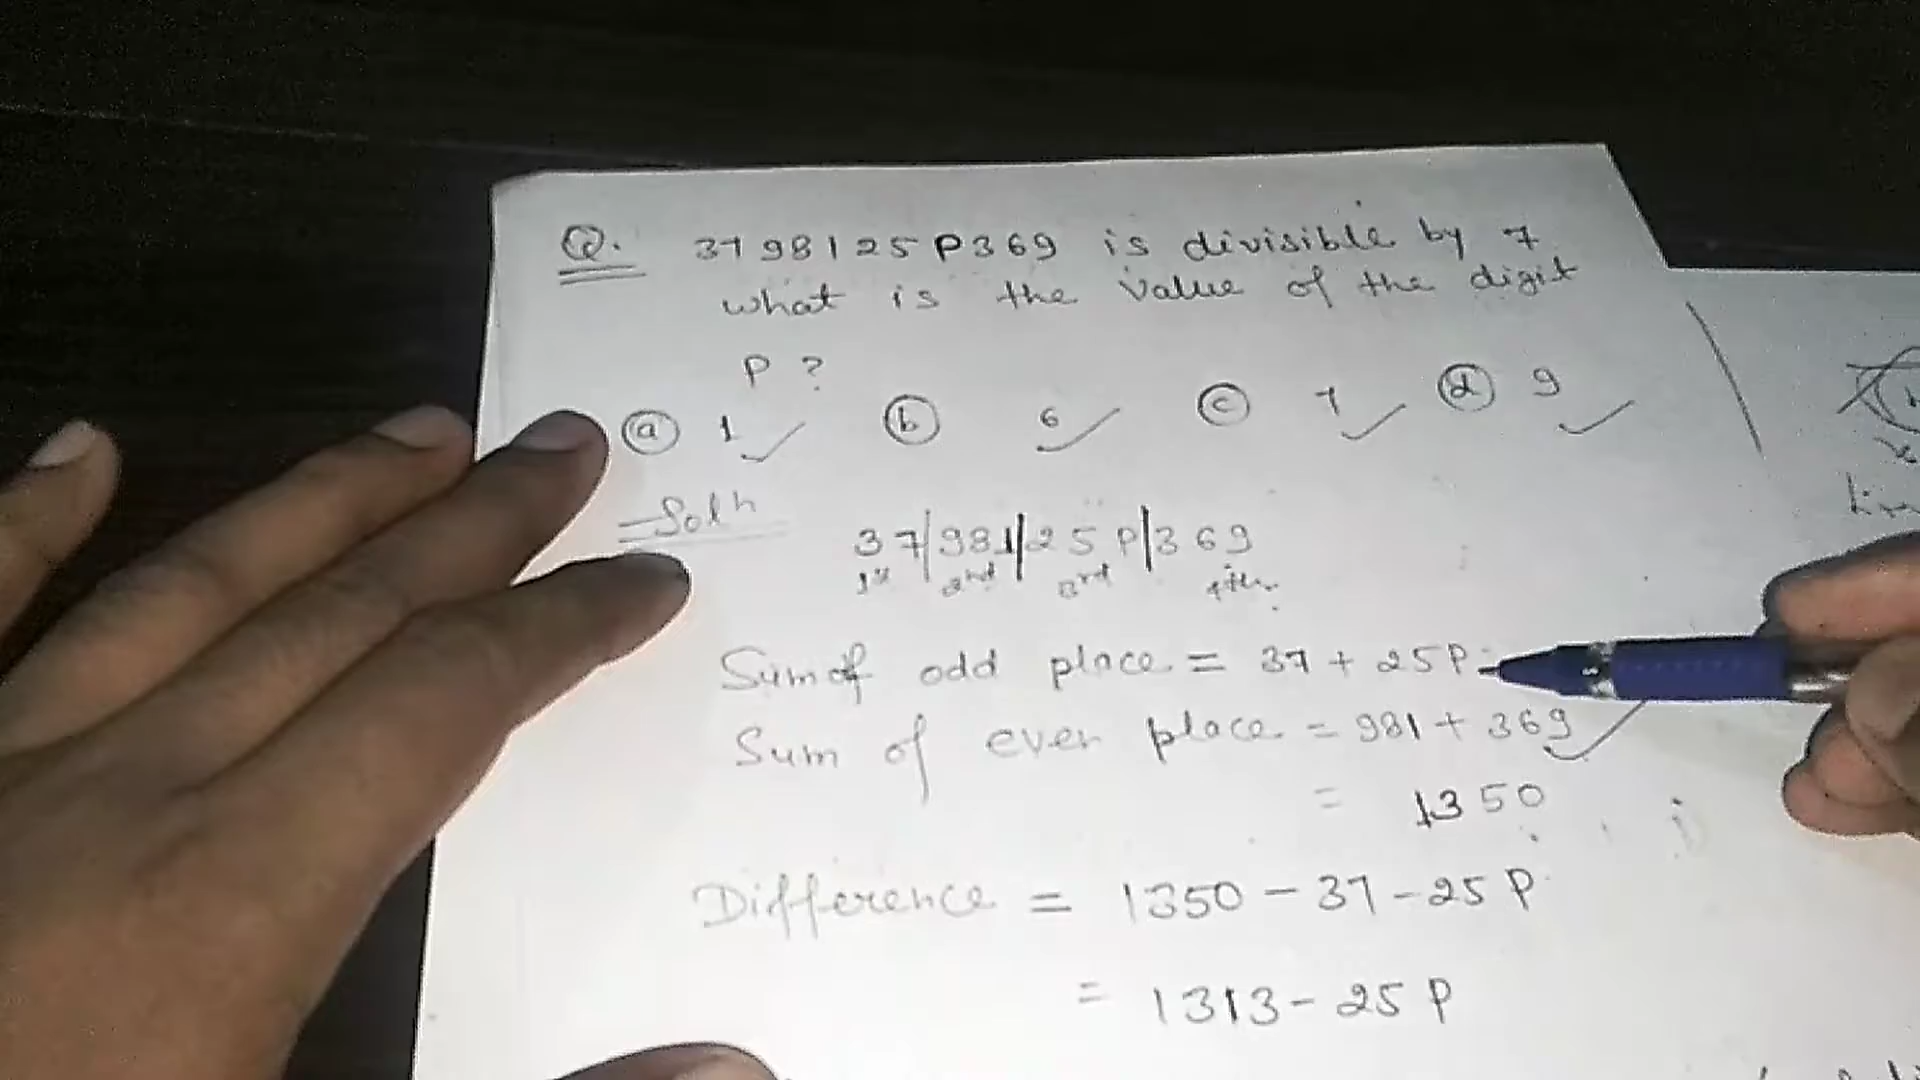 Q. 3798125P369 is divisible by 7
what is the value of the digit
P ?
(a) 1 (b) 6 (c) 7 (d) 9
Soln
37/981/25P/369
1st 2nd 3rd 4th
Sum of odd place = 37 + 25P
Sum of even place = 981 + 369
= 1350
Difference = 1350 - 37 - 25P
= 1313 - 25P